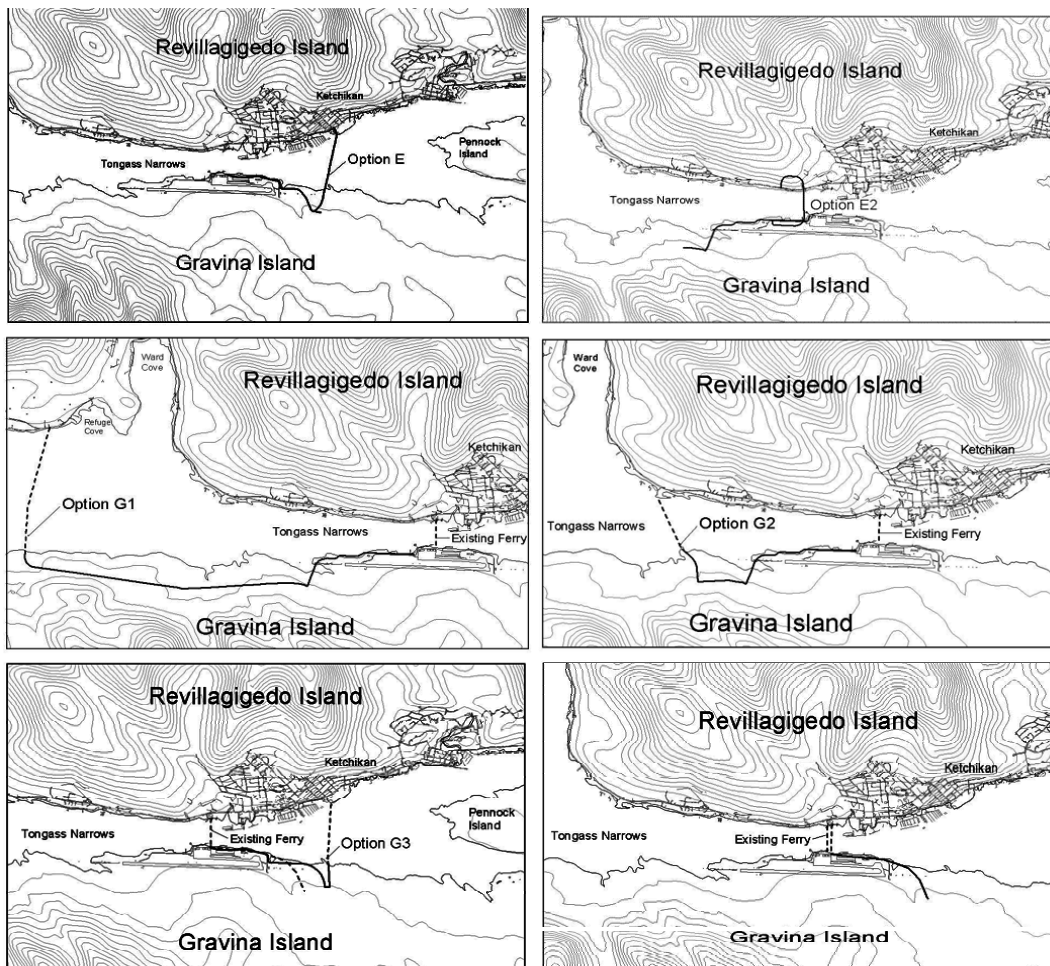 Revillagigedo Island
Ketchikan
Pennock
Island
Option E
Tongass Narrows
Gravina Island
Revillagigedo Island
Ketchikan
Tongass Narrows
Option E2
Gravina Island
Ward
Cove
Revillagigedo Island
Refuge
Cove
Ketchikan
Option G1
Tongass Narrows
Existing Ferry
Gravina Island
Ward
Cove
Revillagigedo Island
Ketchikan
Tongass Narrows
Option G2
Existing Ferry
Gravina Island
Revillagigedo Island
Ketchikan
Pennock
Island
Tongass Narrows
Existing Ferry
Option G3
Gravina Island
Revillagigedo Island
Ketchikan
Tongass Narrows
Existing Ferry
Gravina Island